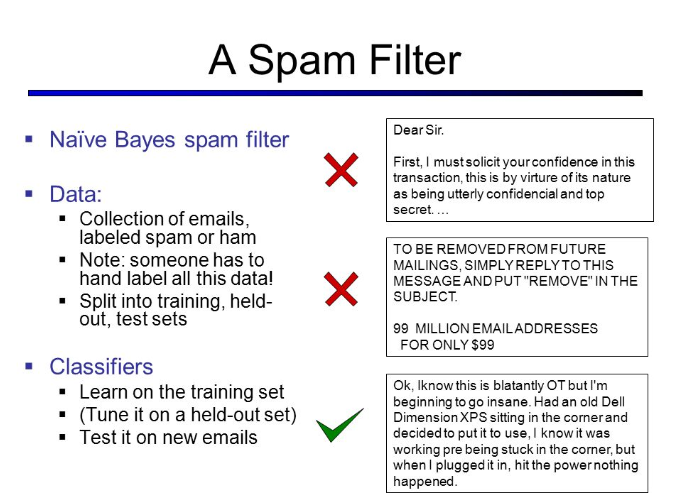 A Spam Filter
Naïve Bayes spam filter
Data:
Collection of emails,
labeled spam or ham
Note: someone has to
hand label all this data!
Split into training, held-
out, test sets
Classifiers
Learn on the training set
(Tune it on a held-out set)
Test it on new emails
Dear Sir.
First, I must solicit your confidence in this
transaction, this is by virture of its nature
as being utterly confidencial and top
secret. …
TO BE REMOVED FROM FUTURE
MAILINGS, SIMPLY REPLY TO THIS
MESSAGE AND PUT "REMOVE" IN THE
SUBJECT.
99 MILLION EMAIL ADDRESSES
FOR ONLY $99
Ok, Iknow this is blatantly OT but I'm
beginning to go insane. Had an old Dell
Dimension XPS sitting in the corner and
decided to put it to use, I know it was
working pre being stuck in the corner, but
when I plugged it in, hit the power nothing
happened.